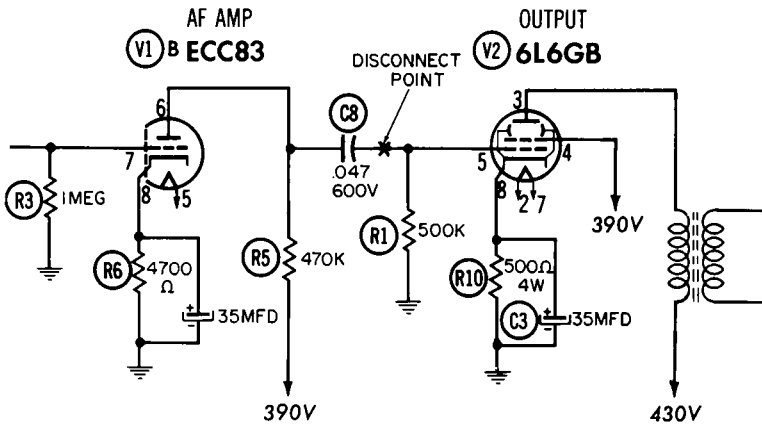 AF AMP
V1 B ECC83
OUTPUT
V2 6L6GB
DISCONNECT
POINT
6
7
8
5
C8
.047
600V
3
5
4
8
2 7
R3 1MEG
R6 4700
Ω
35MFD
R5 470K
R1 500K
R10 500Ω
4W
C3 35MFD
390V
390V
430V